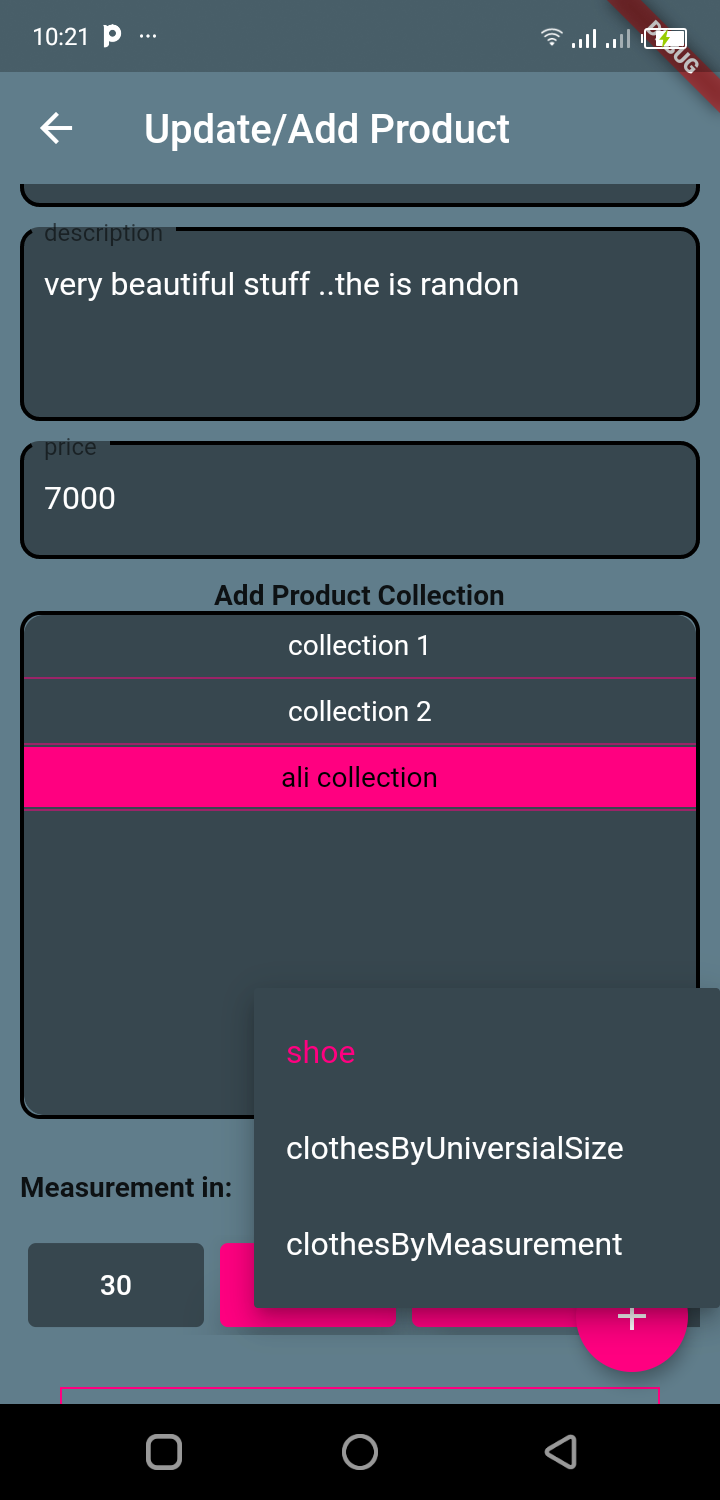 10:21
DEBUG
Update/Add Product
description
very beautiful stuff ..the is randon
price
7000
Add Product Collection
collection 1
collection 2
ali collection
shoe
clothesByUniversialSize
Measurement in:
clothesByMeasurement
30
+